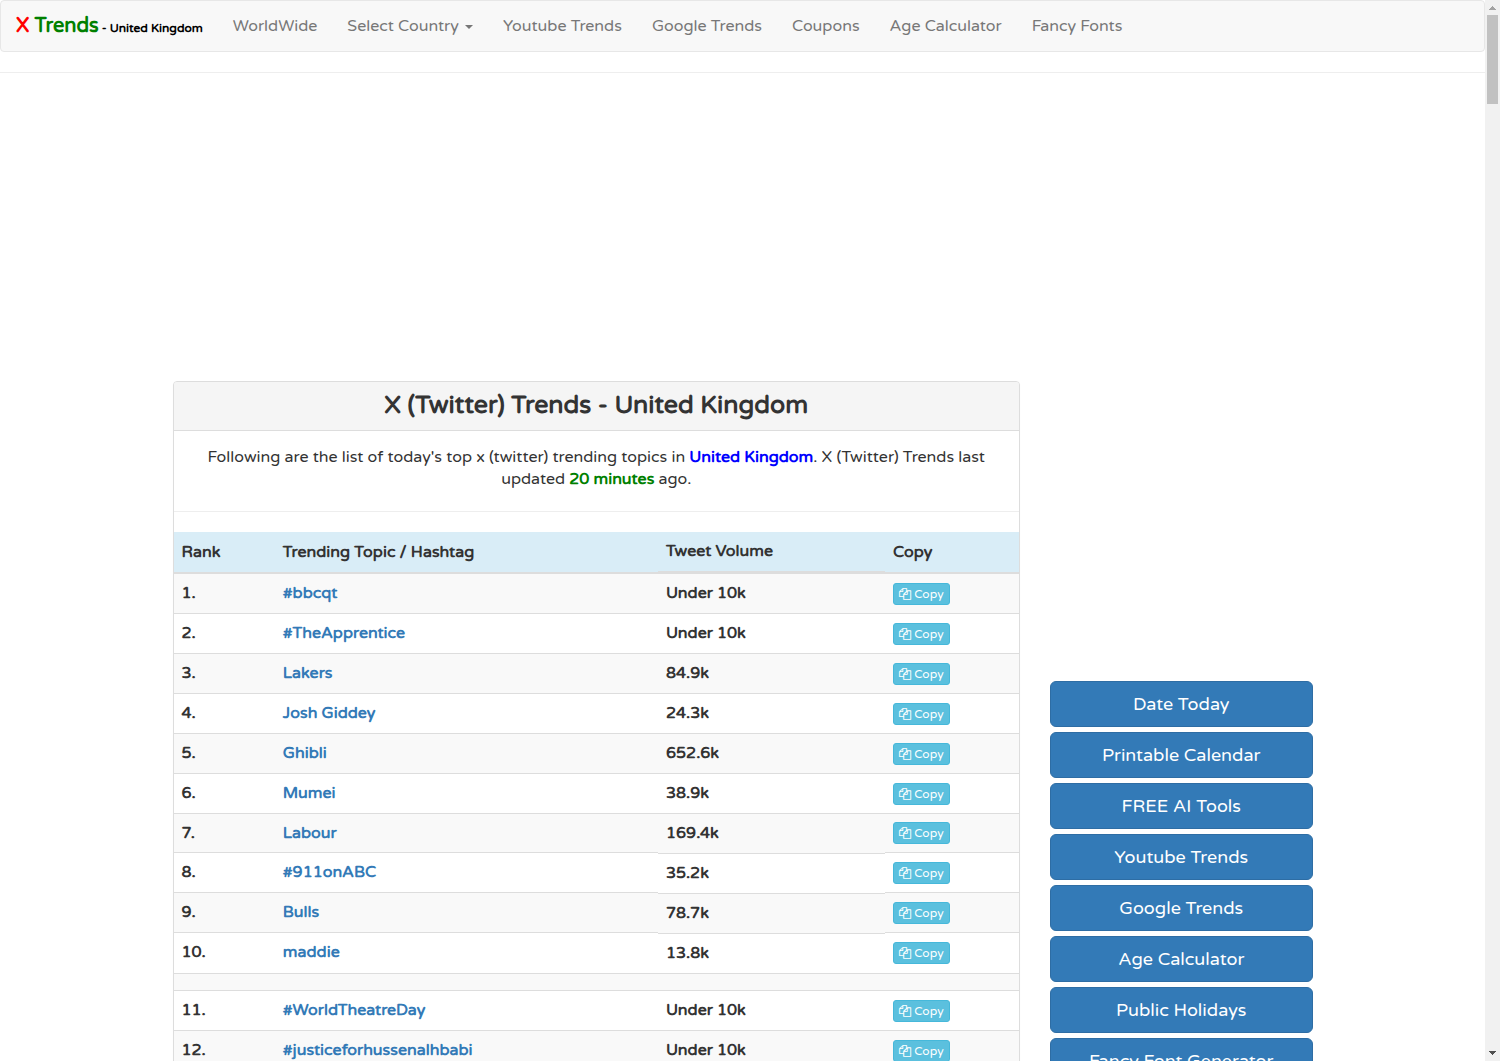 X Trends - United Kingdom WorldWide Select Country Youtube Trends Google Trends Coupons Age Calculator Fancy Fonts
X (Twitter) Trends - United Kingdom
Following are the list of today's top x (twitter) trending topics in United Kingdom. X (Twitter) Trends last
updated 20 minutes ago.
Rank Trending Topic / Hashtag Tweet Volume Copy
1. #bbcqt Under 10k Copy
2. #TheApprentice Under 10k Copy
3. Lakers 84.9k Copy
4. Josh Giddey 24.3k Copy
5. Ghibli 652.6k Copy
6. Mumei 38.9k Copy
7. Labour 169.4k Copy
8. #911onABC 35.2k Copy
9. Bulls 78.7k Copy
10. maddie 13.8k Copy
11. #WorldTheatreDay Under 10k Copy
12. #justiceforhussenalhbabi Under 10k Copy
Date Today
Printable Calendar
FREE AI Tools
Youtube Trends
Google Trends
Age Calculator
Public Holidays
Fancy Font Generator